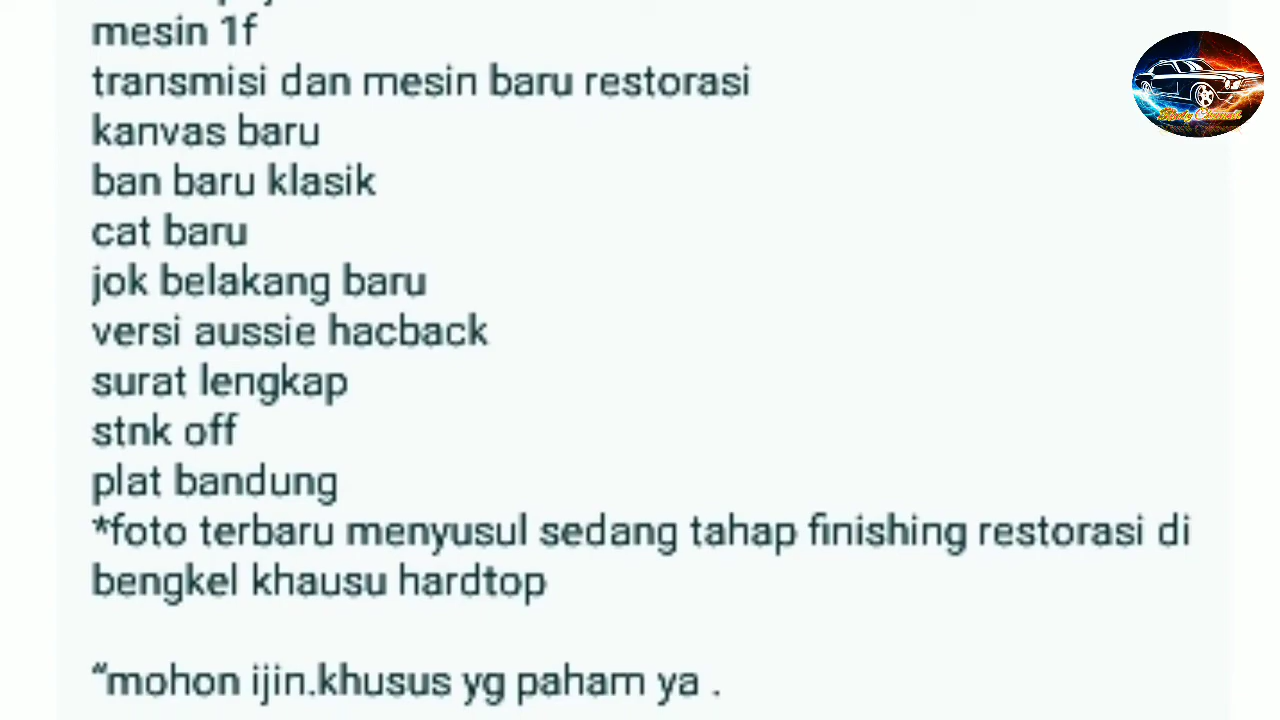 mesin 1f
transmisi dan mesin baru restorasi
kanvas baru
ban baru klasik
cat baru
jok belakang baru
versi aussie hacback
surat lengkap
stnk off
plat bandung
*foto terbaru menyusul sedang tahap finishing restorasi di
bengkel khausu hardtop
“mohon ijin.khusus yg paham ya .